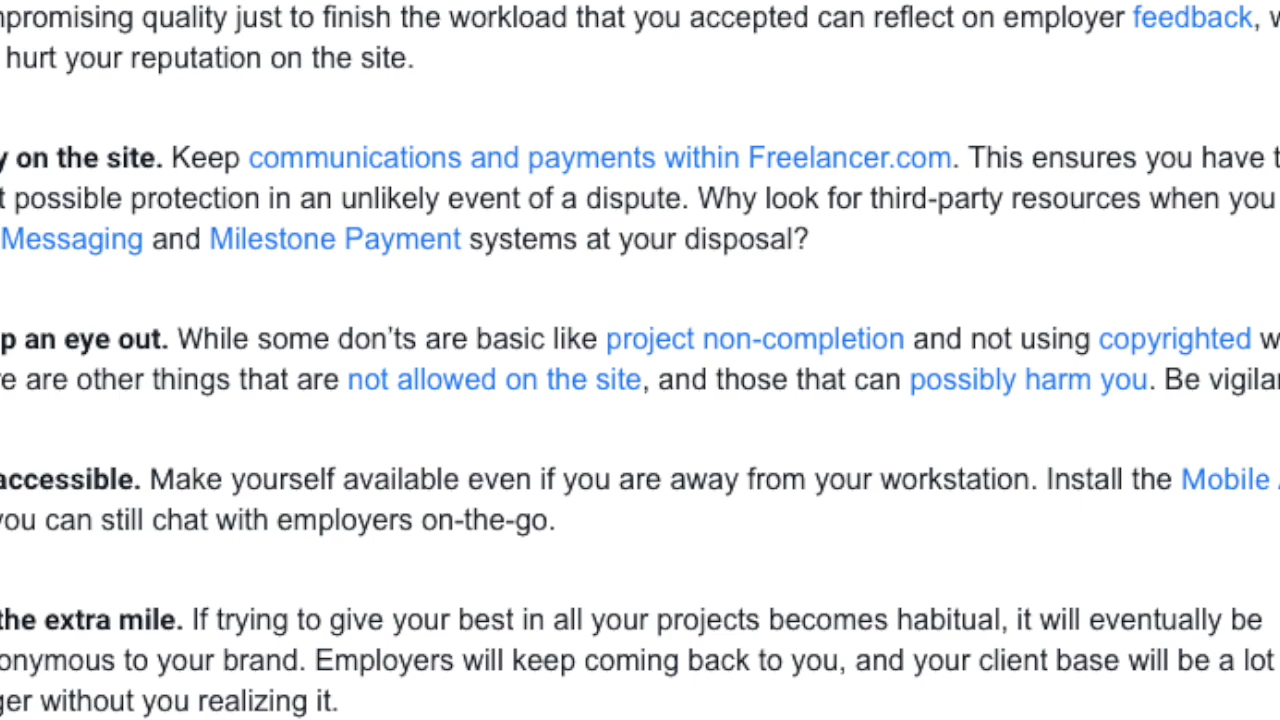 mpromising quality just to finish the workload that you accepted can reflect on employer feedback,
hurt your reputation on the site.
y on the site. Keep communications and payments within Freelancer.com. This ensures you have
possible protection in an unlikely event of a dispute. Why look for third-party resources when you
Messaging and Milestone Payment systems at your disposal?
p an eye out. While some don’ts are basic like project non-completion and not using copyrighted
e are other things that are not allowed on the site, and those that can possibly harm you. Be vigila
accessible. Make yourself available even if you are away from your workstation. Install the Mobile
you can still chat with employers on-the-go.
the extra mile. If trying to give your best in all your projects becomes habitual, it will eventually be
onymous to your brand. Employers will keep coming back to you, and your client base will be a lot
ger without you realizing it.